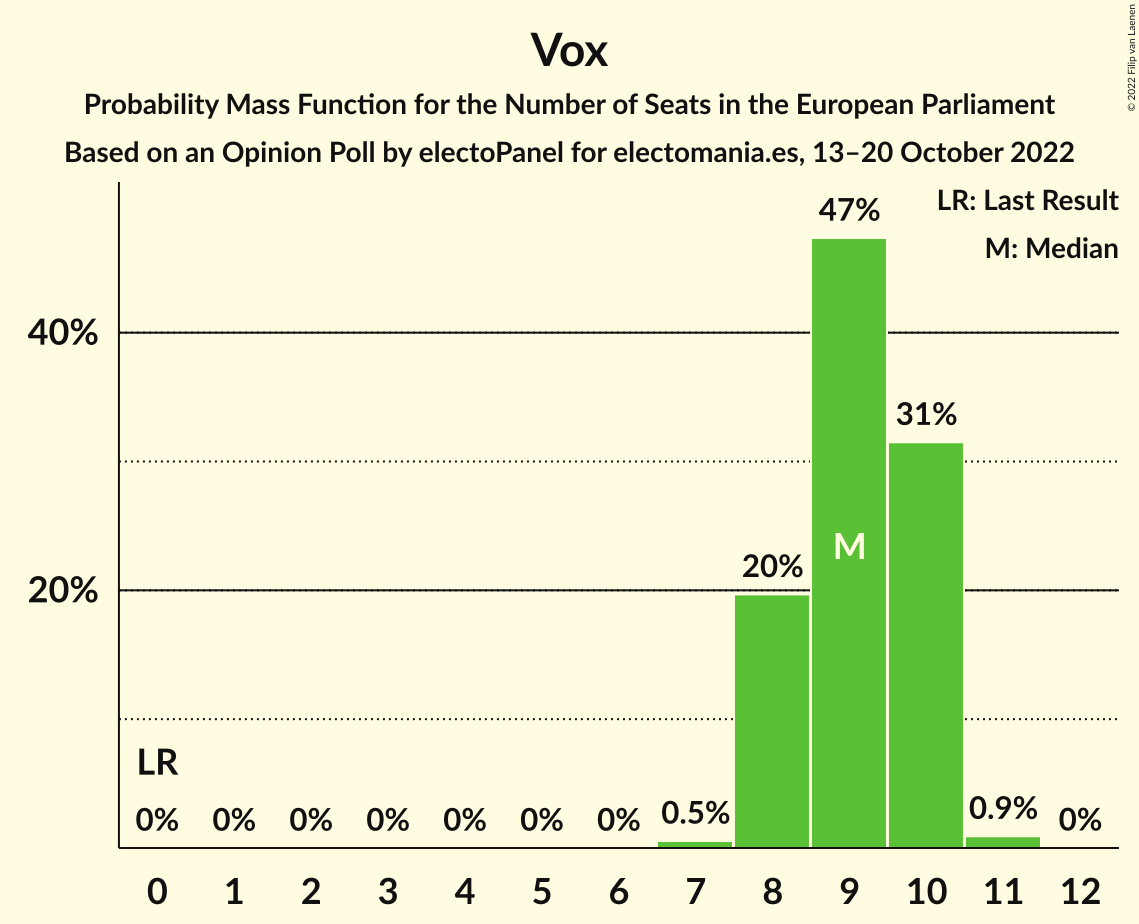 Vox
Probability Mass Function for the Number of Seats in the European Parliament
Based on an Opinion Poll by electoPanel for electomania.es, 13–20 October 2022
© 2022 Filip van Laenen
LR: Last Result
M: Median
47%
40%
31%
M
20%
20%
LR
0% 0% 0% 0% 0% 0% 0% 0.5% 0.9% 0%
0 1 2 3 4 5 6 7 8 9 10 11 12